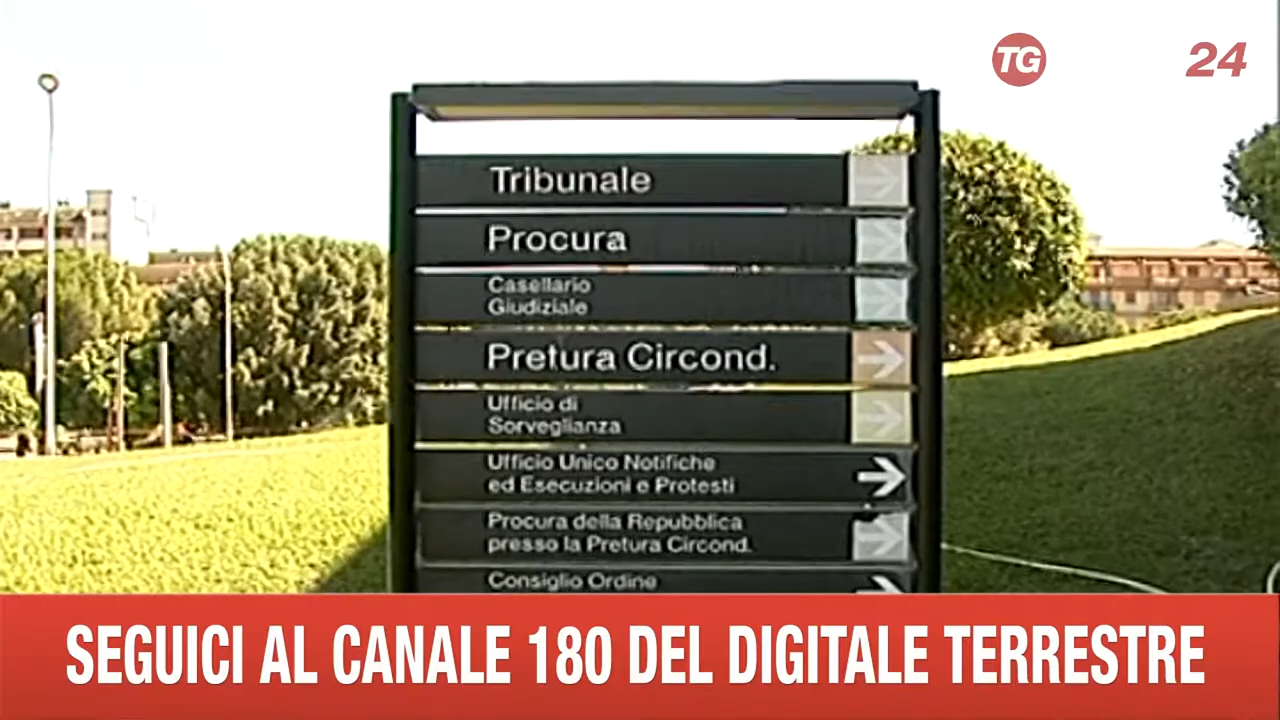 TG 24
Tribunale
Procura
Casellario
Giudiziale
Pretura Circond.
Ufficio di
Sorveglianza
Ufficio Unico Notifiche
ed Esecuzioni e Protesti
Procura della Repubblica
presso la Pretura Circond.
Consiglio Ordine
SEGUICI AL CANALE 180 DEL DIGITALE TERRESTRE